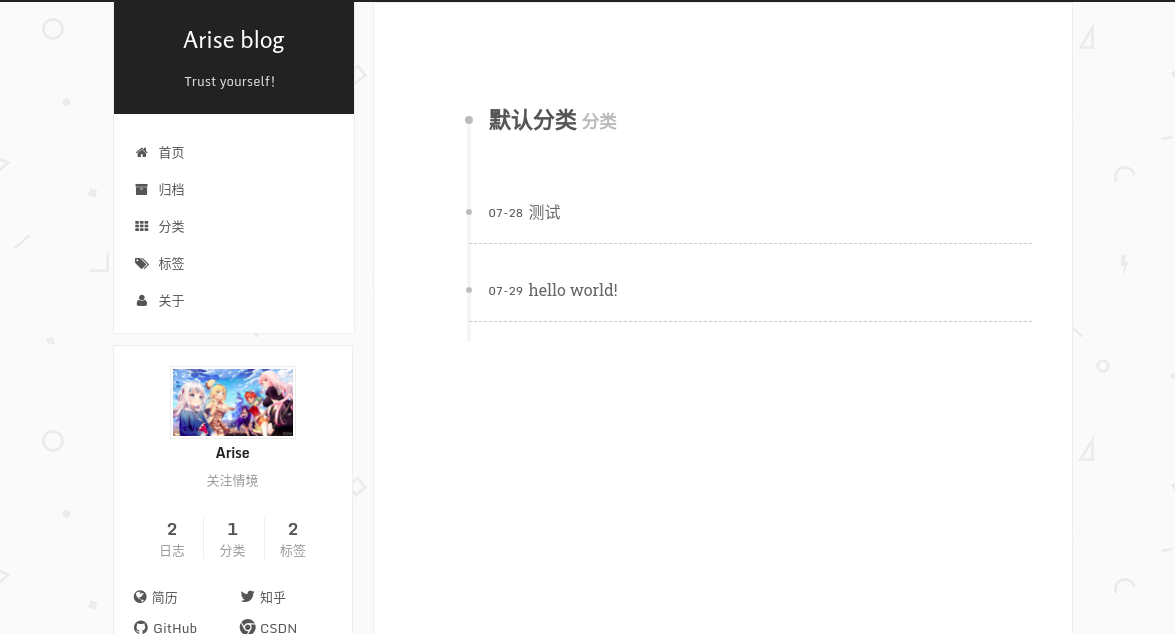 Arise blog
Trust yourself!
首页
归档
分类
标签
关于
Arise
关注情境
2 1 2
日志 分类 标签
简历 知乎
GitHub CSDN
默认分类 分类
07-28 测试
07-29 hello world!